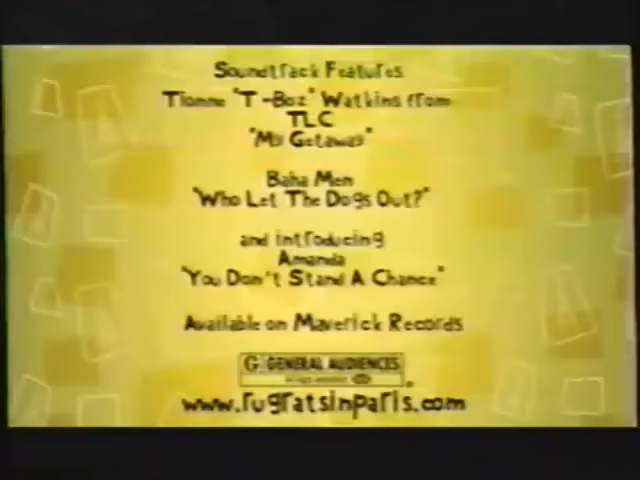 Soundtrack Features
Tionne "T-Boz" Watkins from
TLC
"My Getaway"
Baha Men
"Who Let The Dogs Out?"
and introducing
Amanda
"You Don't Stand A Chance"
Available on Maverick Records
G GENERAL AUDIENCES
www.rugratsinparis.com